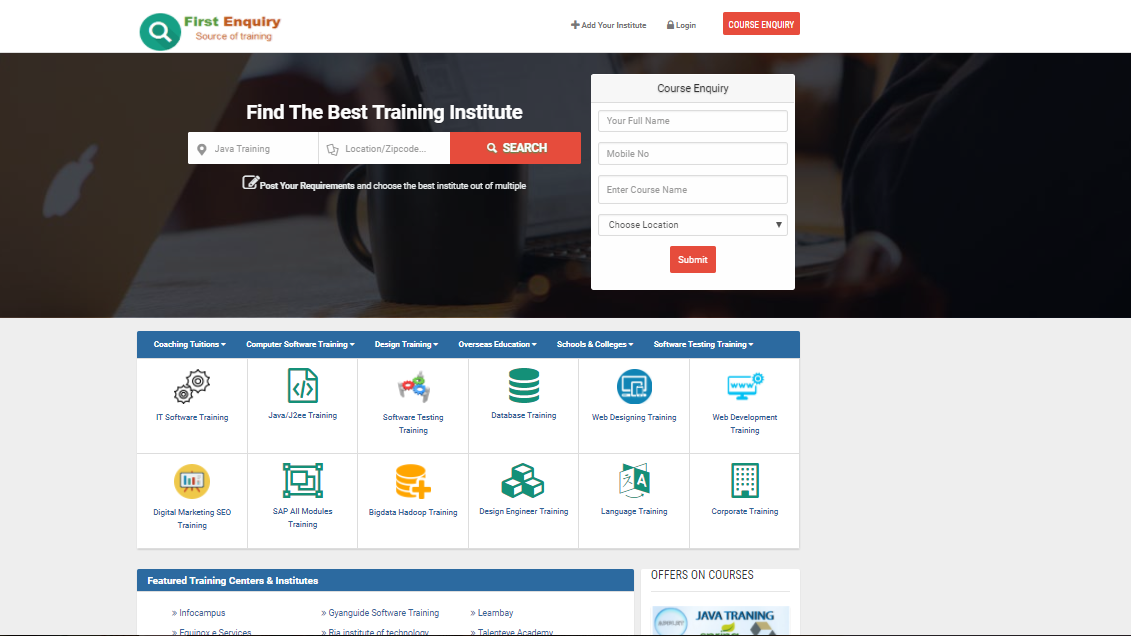 First Enquiry
Source of training
Add Your Institute
Login
COURSE ENQUIRY
Find The Best Training Institute
Java Training
Location/Zipcode...
SEARCH
Post Your Requirements and choose the best institute out of multiple
Course Enquiry
Your Full Name
Mobile No
Enter Course Name
Choose Location
Submit
Coaching Tuitions
Computer Software Training
Design Training
Overseas Education
Schools & Colleges
Software Testing Training
IT Software Training
Java/J2ee Training
Software Testing
Training
Database Training
Web Designing Training
www
Web Development
Training
Digital Marketing SEO
Training
SAP All Modules
Training
Bigdata Hadoop Training
Design Engineer Training
A
Language Training
Corporate Training
Featured Training Centers & Institutes
» Infocampus
» Gyanguide Software Training
» Learnbay
» Equinox e Services
» Ria institute of technology
» Talenteve Academy
OFFERS ON COURSES
JAVA TRANING